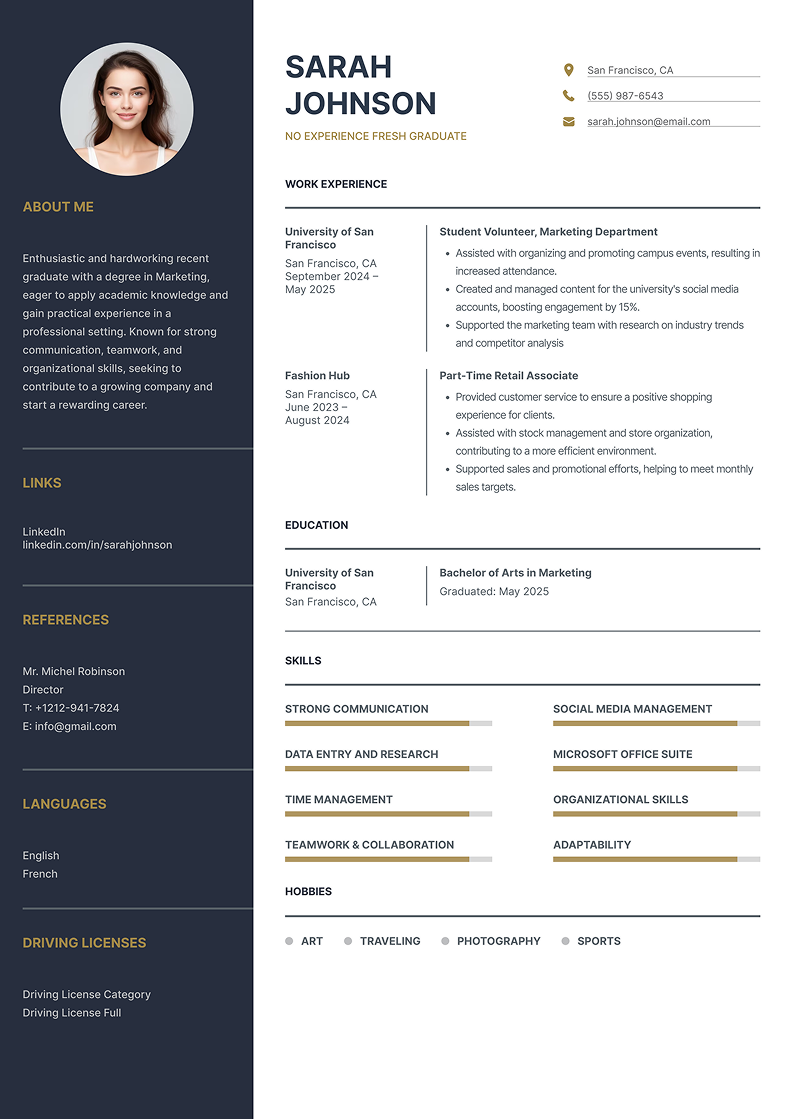 ABOUT ME
Enthusiastic and hardworking recent
graduate with a degree in Marketing,
eager to apply academic knowledge and
gain practical experience in a
professional setting. Known for strong
communication, teamwork, and
organizational skills, seeking to
contribute to a growing company and
start a rewarding career.
LINKS
LinkedIn
linkedin.com/in/sarahjohnson
REFERENCES
Mr. Michel Robinson
Director
T: +1212-941-7824
E: info@gmail.com
LANGUAGES
English
French
DRIVING LICENSES
Driving License Category
Driving License Full
SARAH
JOHNSON
NO EXPERIENCE FRESH GRADUATE
San Francisco, CA
(555) 987-6543
sarah.johnson@email.com
WORK EXPERIENCE
University of San
Francisco
San Francisco, CA
September 2024 –
May 2025
Student Volunteer, Marketing Department
• Assisted with organizing and promoting campus events, resulting in
increased attendance.
• Created and managed content for the university's social media
accounts, boosting engagement by 15%.
• Supported the marketing team with research on industry trends
and competitor analysis
Fashion Hub
San Francisco, CA
June 2023 –
August 2024
Part-Time Retail Associate
• Provided customer service to ensure a positive shopping
experience for clients.
• Assisted with stock management and store organization,
contributing to a more efficient environment.
• Supported sales and promotional efforts, helping to meet monthly
sales targets.
EDUCATION
University of San
Francisco
San Francisco, CA
Bachelor of Arts in Marketing
Graduated: May 2025
SKILLS
STRONG COMMUNICATION
SOCIAL MEDIA MANAGEMENT
DATA ENTRY AND RESEARCH
MICROSOFT OFFICE SUITE
TIME MANAGEMENT
ORGANIZATIONAL SKILLS
TEAMWORK & COLLABORATION
ADAPTABILITY
HOBBIES
ART TRAVELING PHOTOGRAPHY SPORTS